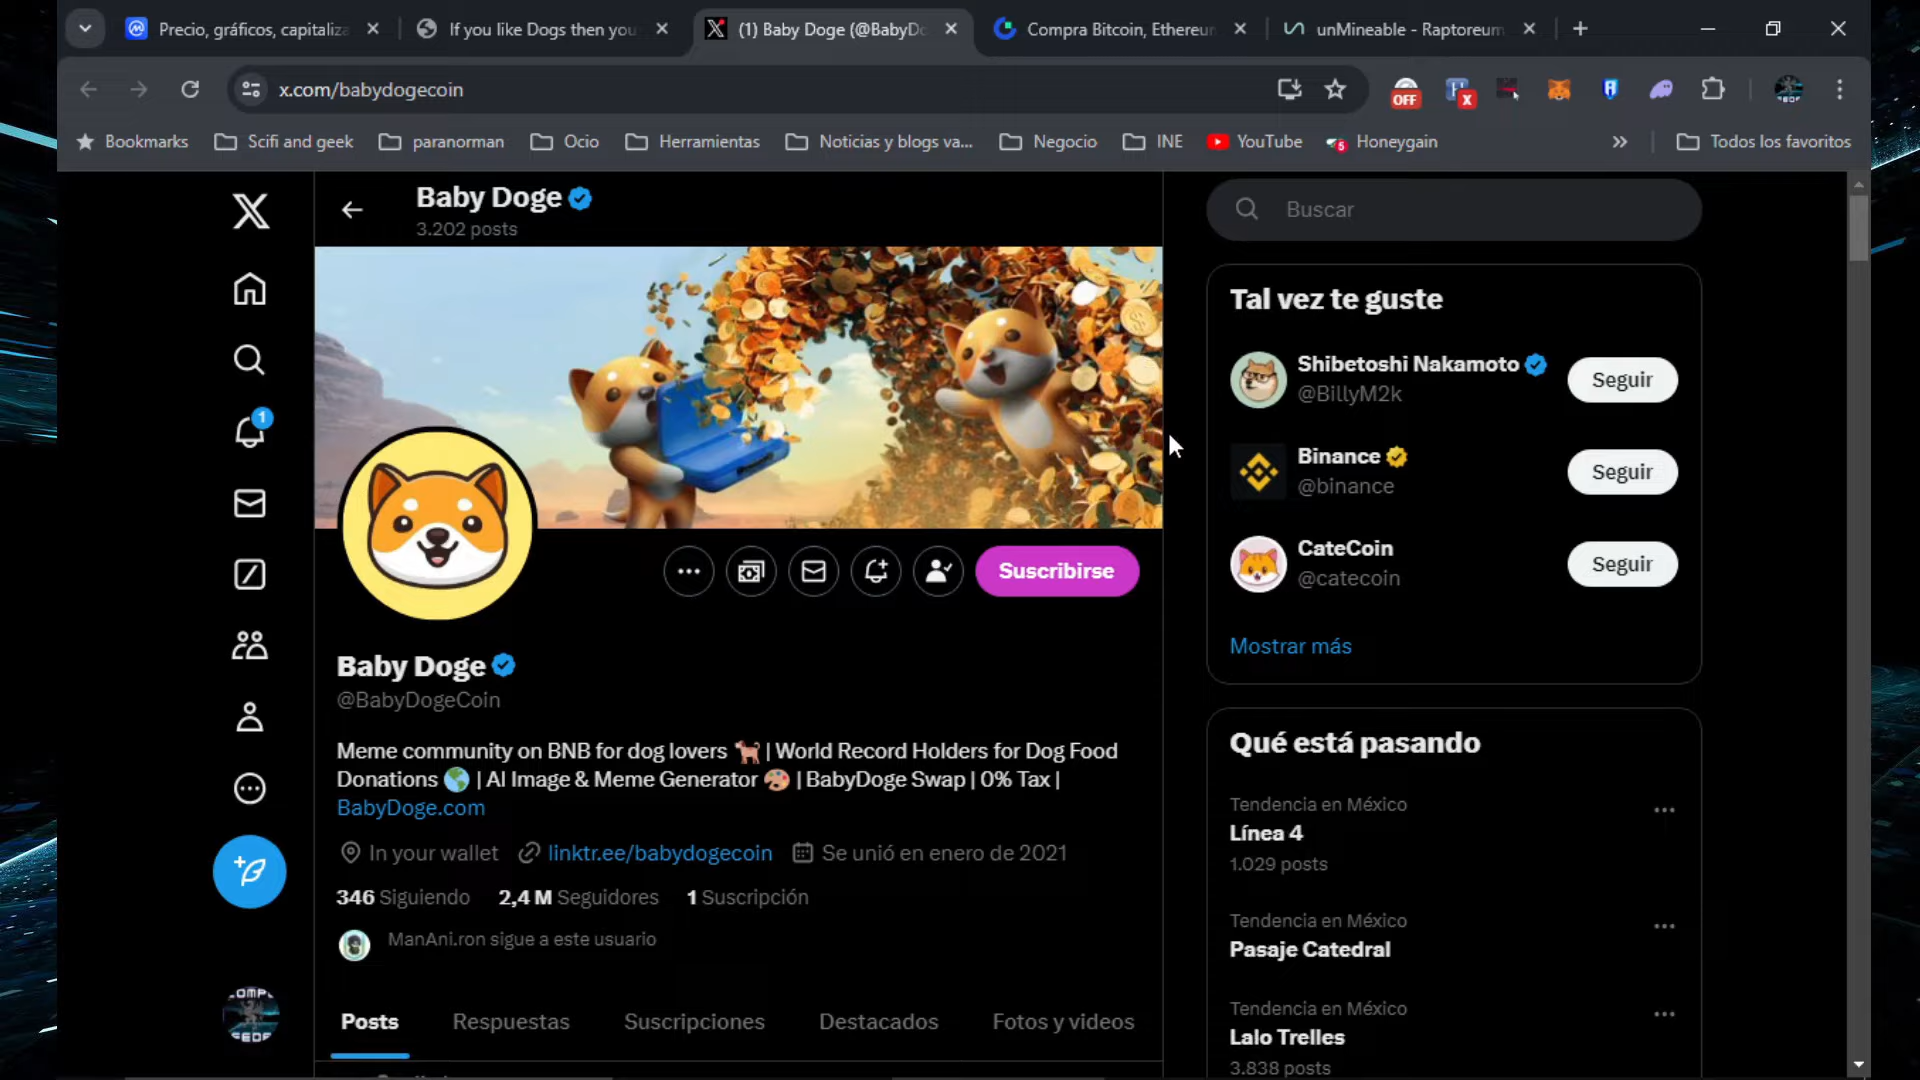 Precio, gráficos, capitaliza
If you like Dogs then you
(1) Baby Doge (@BabyDo
Compra Bitcoin, Ethereum
unMineable - Raptoreum
x.com/babydogecoin
OFF
Bookmarks
Scifi and geek
paranorman
Ocio
Herramientas
Noticias y blogs va...
Negocio
INE
YouTube
5
Honeygain
Todos los favoritos
Baby Doge
3.202 posts
Buscar
Tal vez te guste
Shibetoshi Nakamoto
@BillyM2k
Seguir
Binance
@binance
Seguir
CateCoin
@catecoin
Seguir
Mostrar más
1
Suscribirse
Baby Doge
@BabyDogeCoin
Meme community on BNB for dog lovers | World Record Holders for Dog Food
Donations | AI Image & Meme Generator | BabyDoge Swap | 0% Tax |
BabyDoge.com
In your wallet linktr.ee/babydogecoin Se unió en enero de 2021
346 Siguiendo 2,4 M Seguidores 1 Suscripción
ManAni.ron sigue a este usuario
Posts
Respuestas
Suscripciones
Destacados
Fotos y videos
Qué está pasando
Tendencia en México
Línea 4
1.029 posts
Tendencia en México
Pasaje Catedral
Tendencia en México
Lalo Trelles
3.838 posts